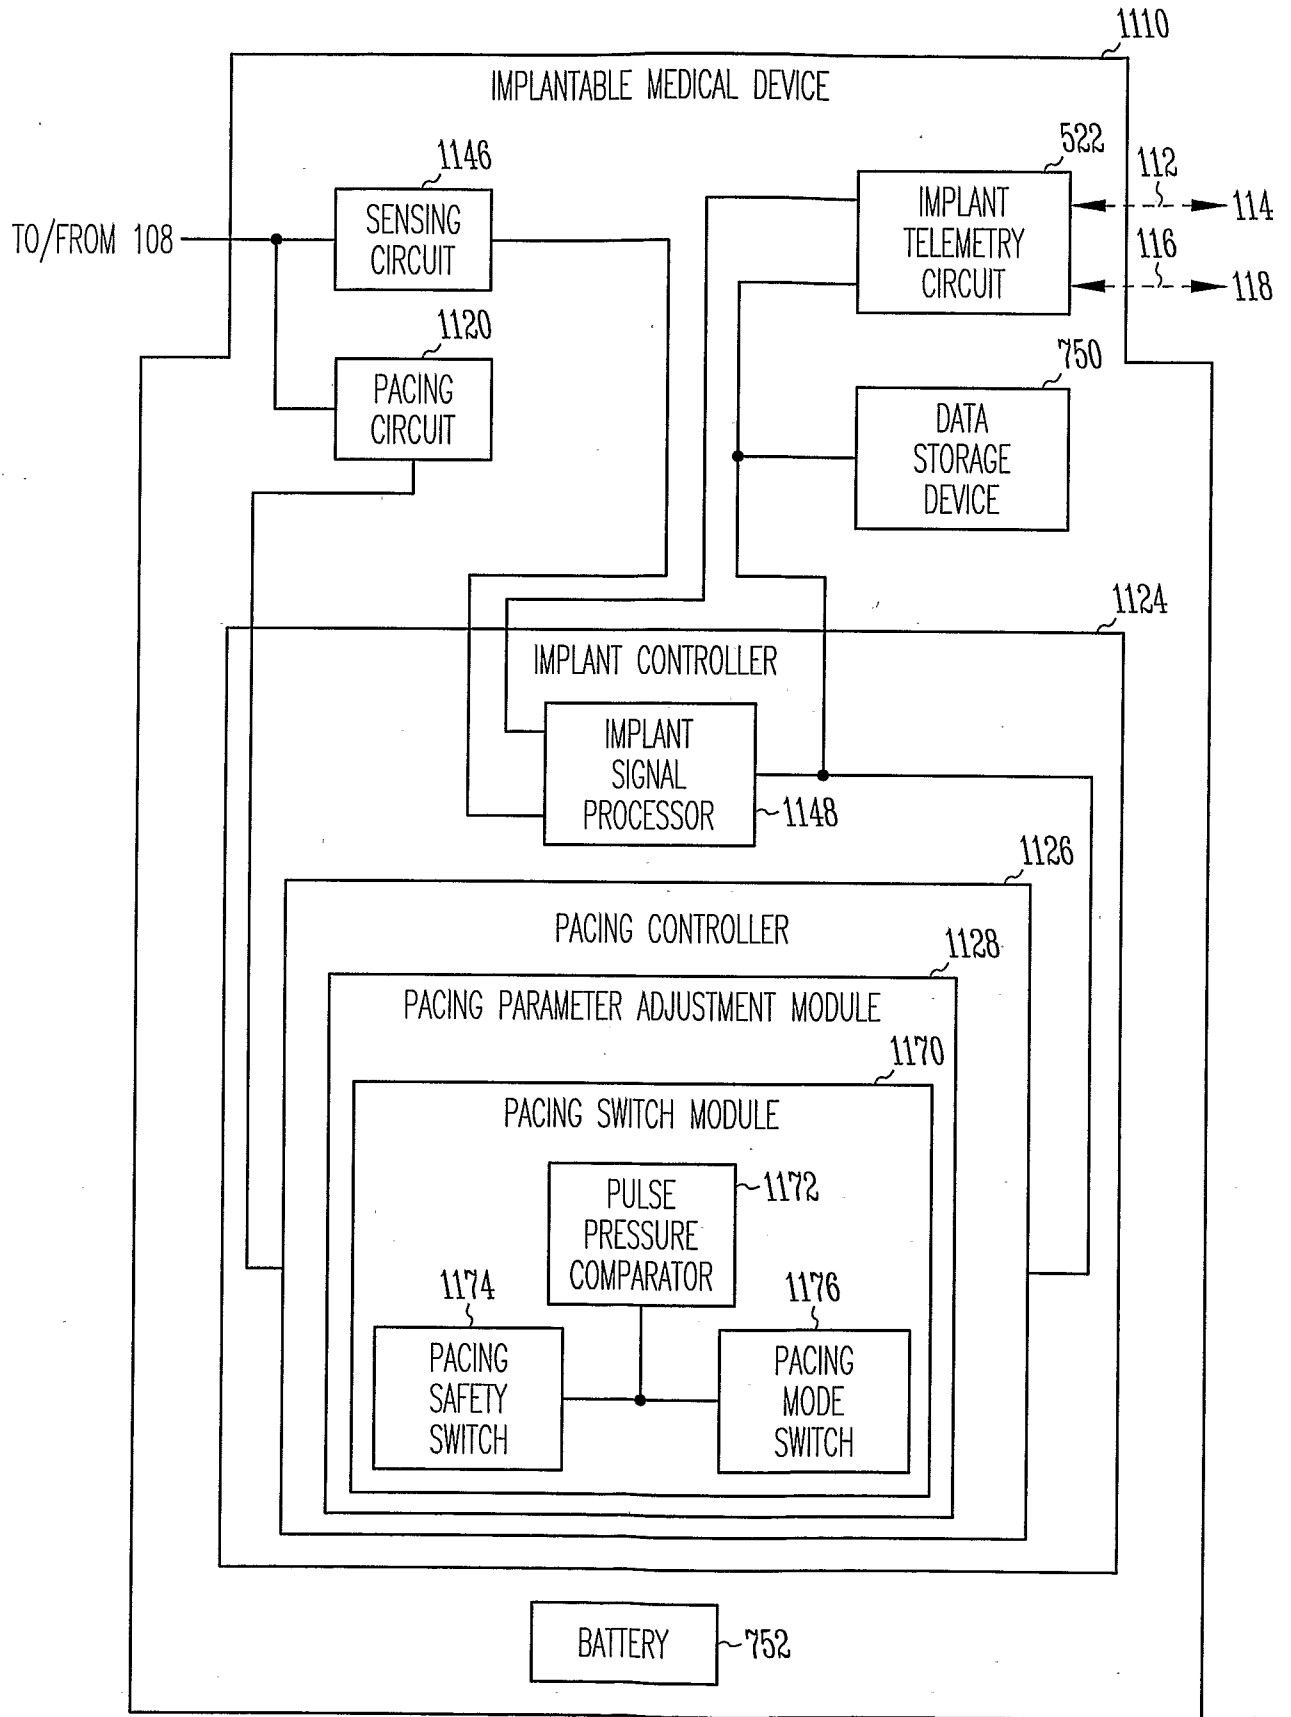 1110
IMPLANTABLE MEDICAL DEVICE
1146
SENSING
CIRCUIT
TO/FROM 108
522
IMPLANT
TELEMETRY
CIRCUIT
112
114
116
118
1120
PACING
CIRCUIT
750
DATA
STORAGE
DEVICE
1124
IMPLANT CONTROLLER
IMPLANT
SIGNAL
PROCESSOR
1148
1126
PACING CONTROLLER
1128
PACING PARAMETER ADJUSTMENT MODULE
1170
PACING SWITCH MODULE
PULSE
PRESSURE
COMPARATOR
1172
1174
PACING
SAFETY
SWITCH
1176
PACING
MODE
SWITCH
BATTERY
752